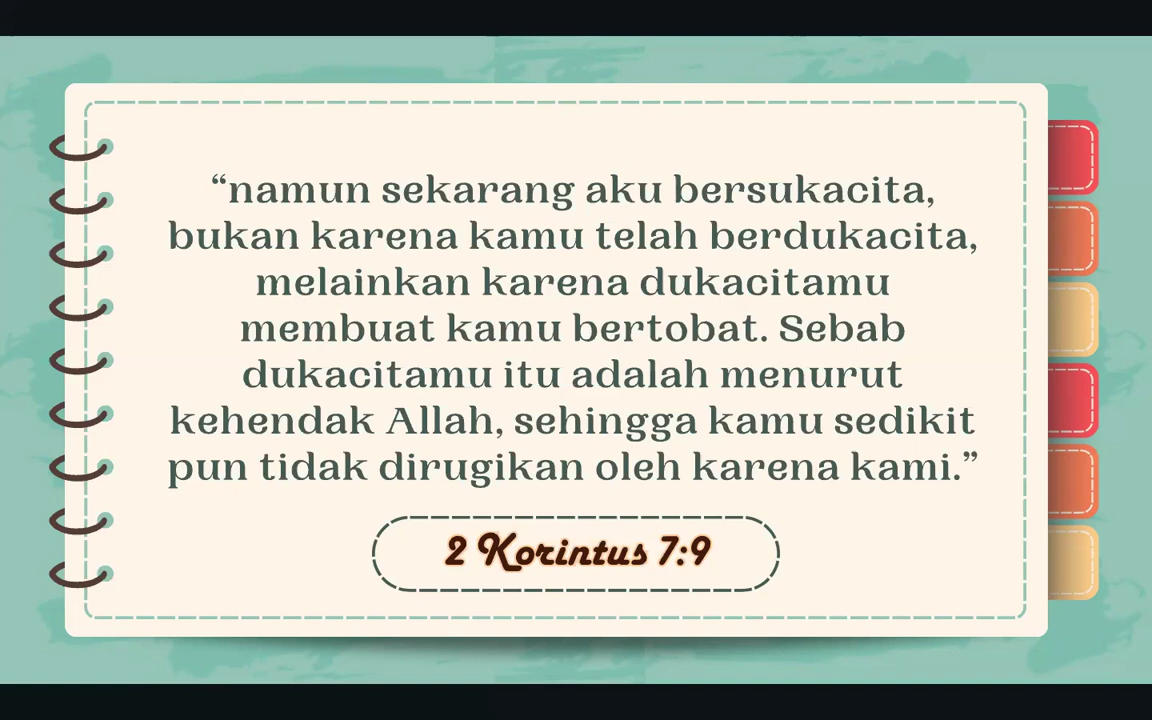 “namun sekarang aku bersukacita,
bukan karena kamu telah berdukacita,
melainkan karena dukacitamu
membuat kamu bertobat. Sebab
dukacitamu itu adalah menurut
kehendak Allah, sehingga kamu sedikit
pun tidak dirugikan oleh karena kami.”
2 Korintus 7:9